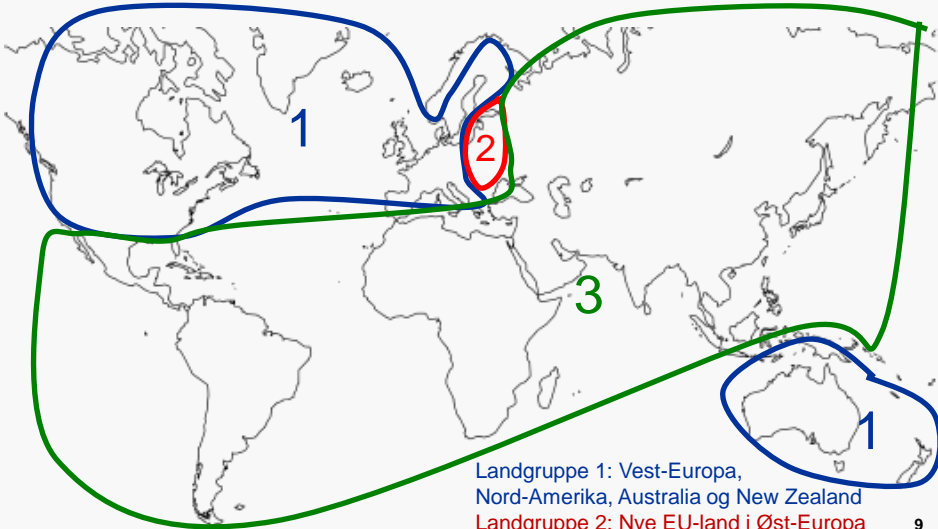 1
2
3
1
Landgruppe 1: Vest-Europa,
Nord-Amerika, Australia og New Zealand
Landgruppe 2: Nye EU-land i Øst-Europa
9